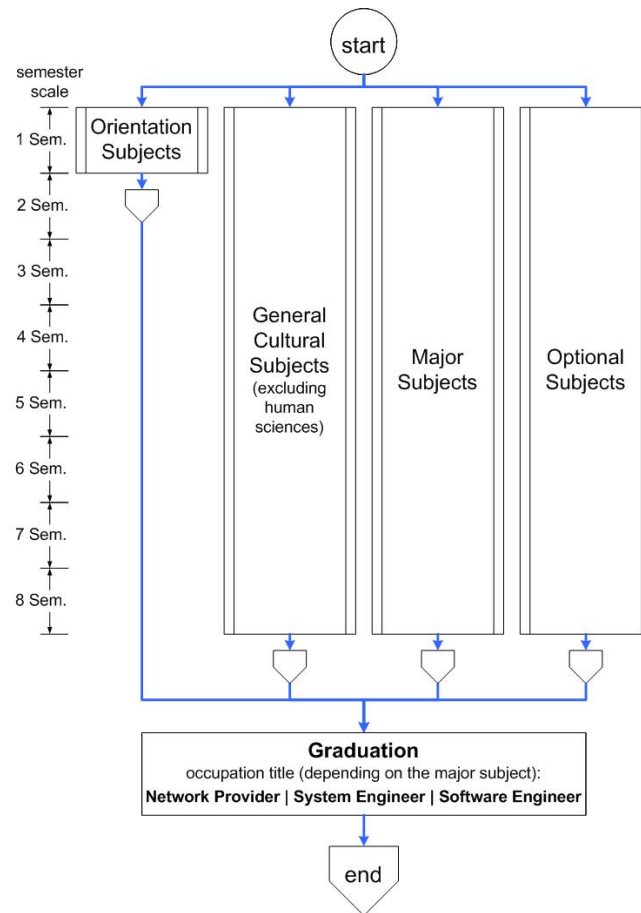 start
semester
scale
1 Sem.
2 Sem.
3 Sem.
4 Sem.
5 Sem.
6 Sem.
7 Sem.
8 Sem.
Orientation
Subjects
General
Cultural
Subjects
(excluding
human
sciences)
Major
Subjects
Optional
Subjects
Graduation
occupation title (depending on the major subject):
Network Provider | System Engineer | Software Engineer
end